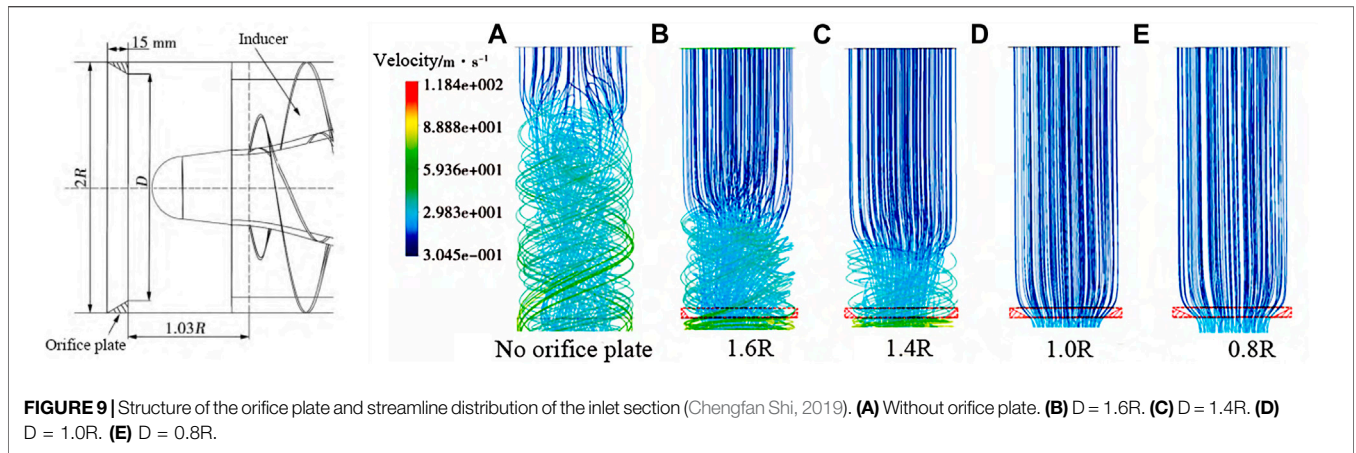 15 mm
Inducer
2R
D
1.03R
Orifice plate
Velocity/m · s⁻¹
1.184e+002
8.888e+001
5.936e+001
2.983e+001
3.045e−001
A
B
C
D
E
No orifice plate
1.6R
1.4R
1.0R
0.8R
FIGURE 9 | Structure of the orifice plate and streamline distribution of the inlet section (Chengfan Shi, 2019). (A) Without orifice plate. (B) D = 1.6R. (C) D = 1.4R. (D)
D = 1.0R. (E) D = 0.8R.